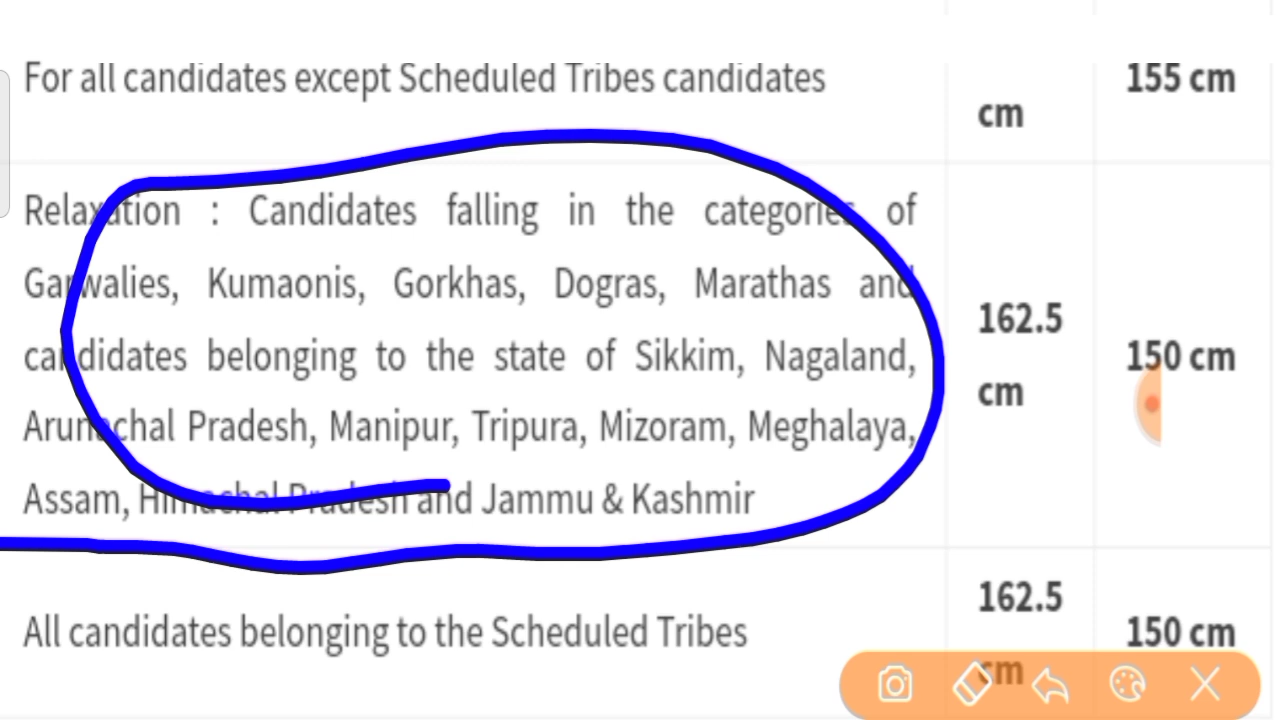 For all candidates except Scheduled Tribes candidates
cm
155 cm
Relaxation : Candidates falling in the categories of
Garwalies, Kumaonis, Gorkhas, Dogras, Marathas and
candidates belonging to the state of Sikkim, Nagaland,
Arunachal Pradesh, Manipur, Tripura, Mizoram, Meghalaya,
Assam, Himachal Pradesh and Jammu & Kashmir
162.5
cm
150 cm
All candidates belonging to the Scheduled Tribes
162.5
cm
150 cm